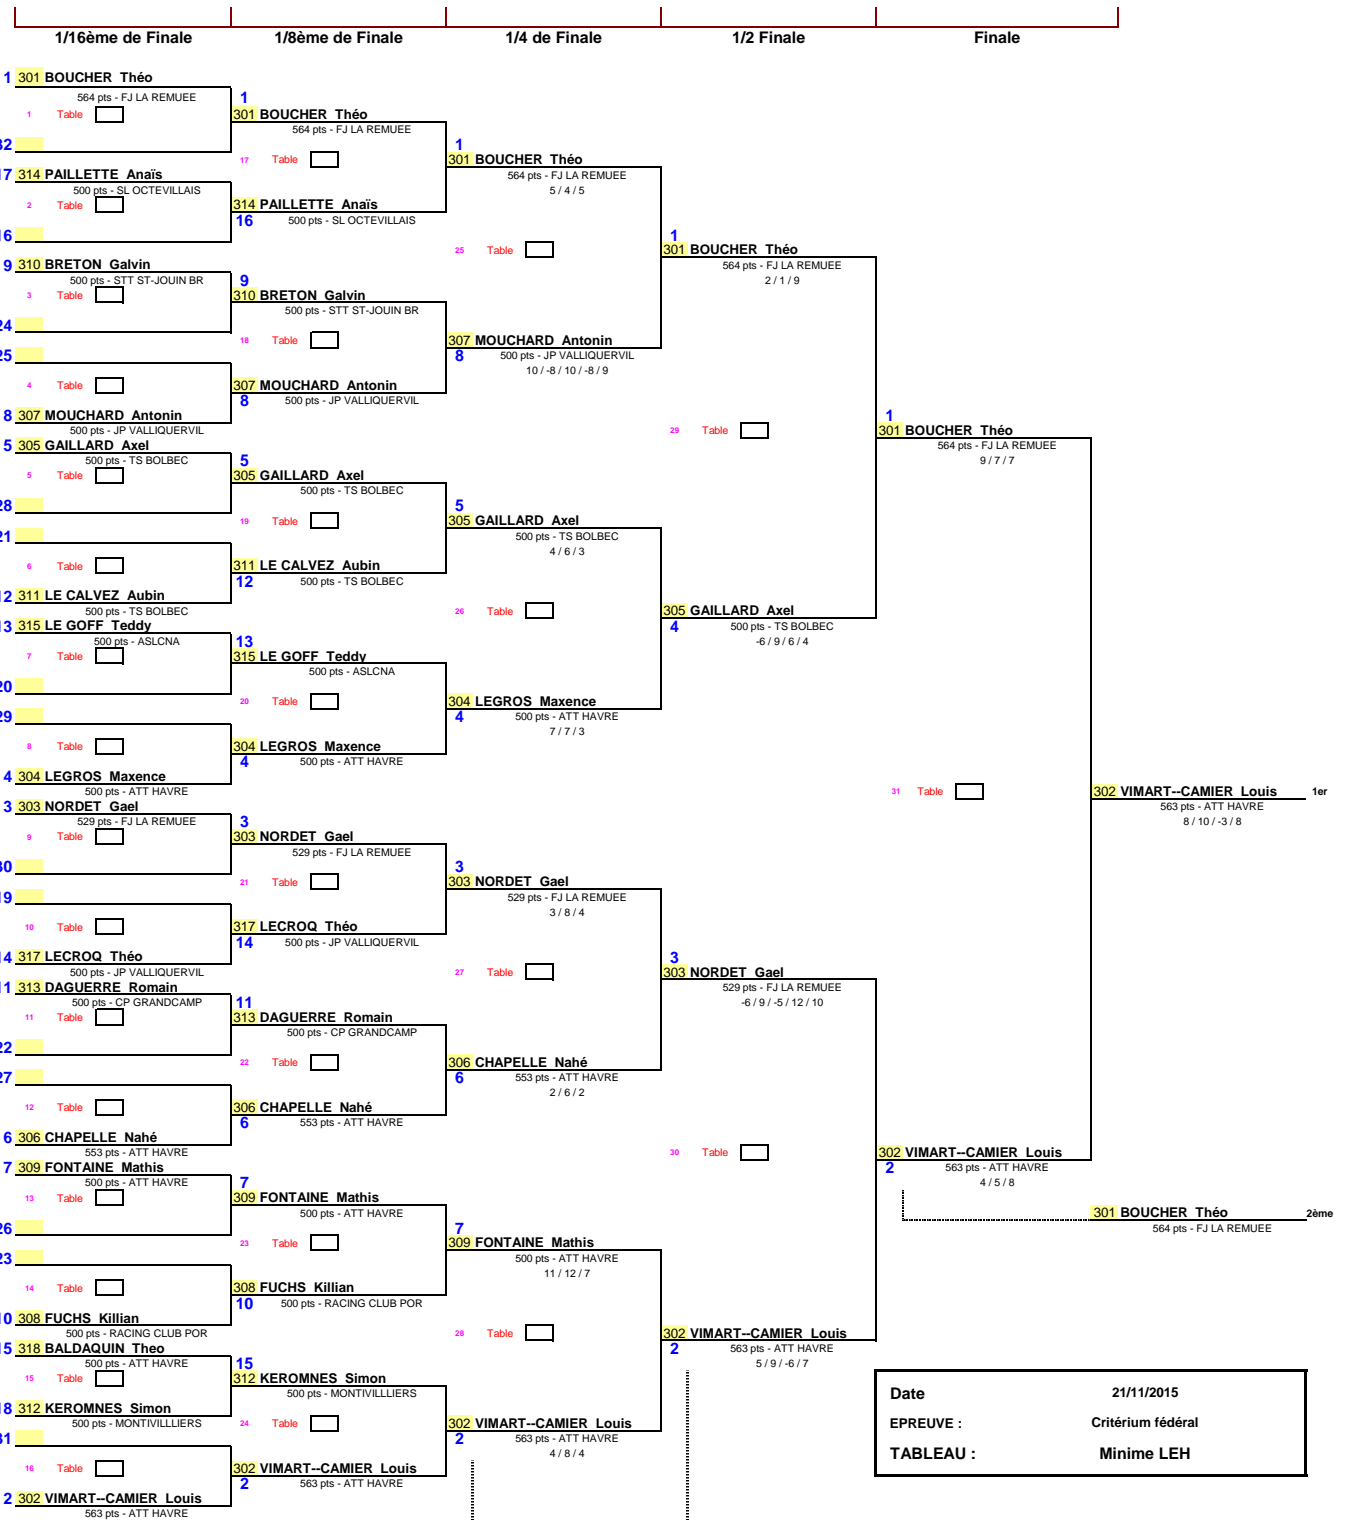 1/16ème de Finale
1/8ème de Finale
1/4 de Finale
1/2 Finale
Finale
1 301 BOUCHER Théo
564 pts - FJ LA REMUEE
1 Table
32
17 314 PAILLETTE Anaïs
500 pts - SL OCTEVILLAIS
2 Table
16
9 310 BRETON Galvin
500 pts - STT ST-JOUIN BR
3 Table
24
25
4 Table
8 307 MOUCHARD Antonin
500 pts - JP VALLIQUERVIL
5 305 GAILLARD Axel
500 pts - TS BOLBEC
5 Table
28
21
6 Table
12 311 LE CALVEZ Aubin
500 pts - TS BOLBEC
13 315 LE GOFF Teddy
500 pts - ASLCNA
7 Table
20
29
8 Table
4 304 LEGROS Maxence
500 pts - ATT HAVRE
3 303 NORDET Gael
529 pts - FJ LA REMUEE
9 Table
30
19
10 Table
14 317 LECROQ Théo
500 pts - JP VALLIQUERVIL
11 313 DAGUERRE Romain
500 pts - CP GRANDCAMP
11 Table
22
27
12 Table
6 306 CHAPELLE Nahé
553 pts - ATT HAVRE
7 309 FONTAINE Mathis
500 pts - ATT HAVRE
13 Table
26
23
14 Table
10 308 FUCHS Killian
500 pts - RACING CLUB POR
15 318 BALDAQUIN Theo
500 pts - ATT HAVRE
15 Table
18 312 KEROMNES Simon
500 pts - MONTIVILLLIERS
31
16 Table
2 302 VIMART--CAMIER Louis
563 pts - ATT HAVRE
1
301 BOUCHER Théo
564 pts - FJ LA REMUEE
17 Table
314 PAILLETTE Anaïs
16 500 pts - SL OCTEVILLAIS
9
310 BRETON Galvin
500 pts - STT ST-JOUIN BR
18 Table
307 MOUCHARD Antonin
8 500 pts - JP VALLIQUERVIL
5
305 GAILLARD Axel
500 pts - TS BOLBEC
19 Table
311 LE CALVEZ Aubin
12 500 pts - TS BOLBEC
13
315 LE GOFF Teddy
500 pts - ASLCNA
20 Table
304 LEGROS Maxence
4 500 pts - ATT HAVRE
3
303 NORDET Gael
529 pts - FJ LA REMUEE
21 Table
317 LECROQ Théo
14 500 pts - JP VALLIQUERVIL
11
313 DAGUERRE Romain
500 pts - CP GRANDCAMP
22 Table
306 CHAPELLE Nahé
6 553 pts - ATT HAVRE
7
309 FONTAINE Mathis
500 pts - ATT HAVRE
23 Table
308 FUCHS Killian
10 500 pts - RACING CLUB POR
15
312 KEROMNES Simon
500 pts - MONTIVILLLIERS
24 Table
302 VIMART--CAMIER Louis
2 563 pts - ATT HAVRE
1
301 BOUCHER Théo
564 pts - FJ LA REMUEE
5 / 4 / 5
25 Table
307 MOUCHARD Antonin
8 500 pts - JP VALLIQUERVIL
10 / -8 / 10 / -8 / 9
5
305 GAILLARD Axel
500 pts - TS BOLBEC
4 / 6 / 3
26 Table
304 LEGROS Maxence
4 500 pts - ATT HAVRE
7 / 7 / 3
3
303 NORDET Gael
529 pts - FJ LA REMUEE
3 / 8 / 4
27 Table
306 CHAPELLE Nahé
6 553 pts - ATT HAVRE
2 / 6 / 2
7
309 FONTAINE Mathis
500 pts - ATT HAVRE
11 / 12 / 7
28 Table
302 VIMART--CAMIER Louis
2 563 pts - ATT HAVRE
4 / 8 / 4
1
301 BOUCHER Théo
564 pts - FJ LA REMUEE
2 / 1 / 9
29 Table
305 GAILLARD Axel
4 500 pts - TS BOLBEC
-6 / 9 / 6 / 4
3
303 NORDET Gael
529 pts - FJ LA REMUEE
-6 / 9 / -5 / 12 / 10
30 Table
302 VIMART--CAMIER Louis
2 563 pts - ATT HAVRE
5 / 9 / -6 / 7
1
301 BOUCHER Théo
564 pts - FJ LA REMUEE
9 / 7 / 7
31 Table
302 VIMART--CAMIER Louis
2 563 pts - ATT HAVRE
4 / 5 / 8
302 VIMART--CAMIER Louis 1er
563 pts - ATT HAVRE
8 / 10 / -3 / 8
301 BOUCHER Théo 2ème
564 pts - FJ LA REMUEE
Date 21/11/2015
EPREUVE : Critérium fédéral
TABLEAU : Minime LEH